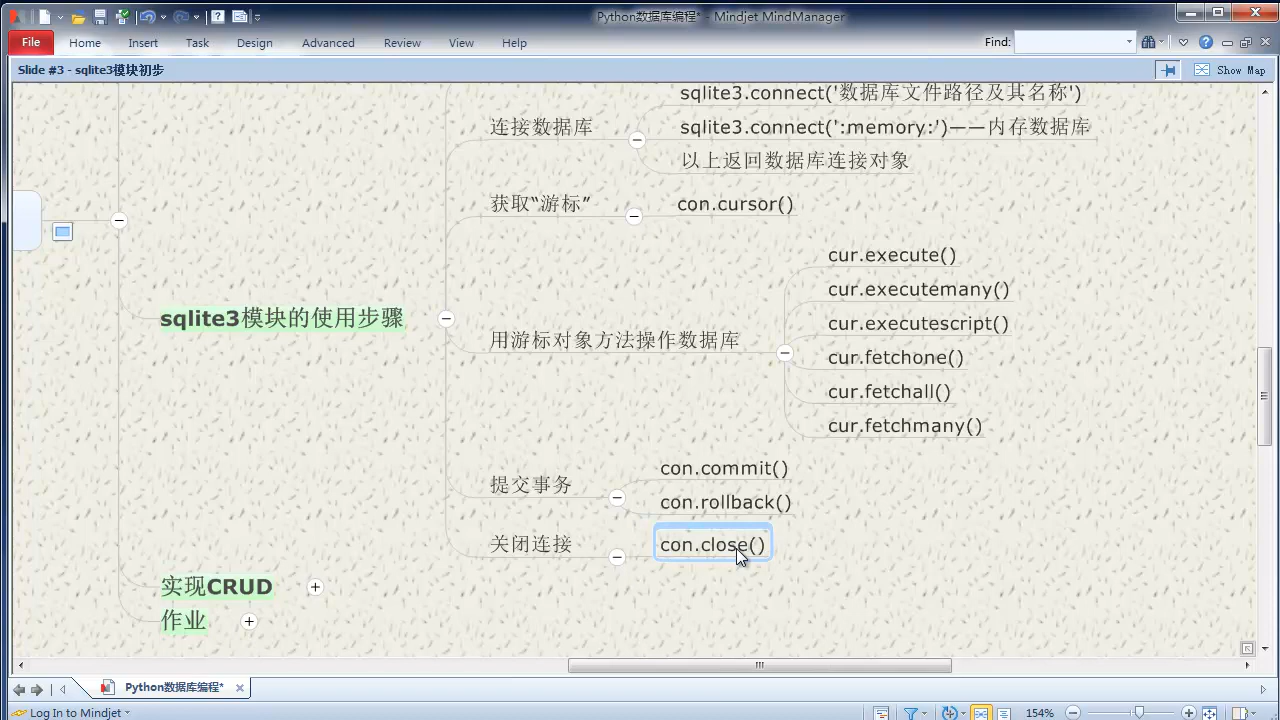 Python数据库编程* - Mindjet MindManager
File Home Insert Task Design Advanced Review View Help Find:
Slide #3 - sqlite3模块初步 Show Map
sqlite3.connect('数据库文件路径及其名称')
连接数据库
sqlite3.connect(':memory:')——内存数据库
以上返回数据库连接对象
获取“游标”
con.cursor()
sqlite3模块的使用步骤
用游标对象方法操作数据库
cur.execute()
cur.executemany()
cur.executescript()
cur.fetchone()
cur.fetchall()
cur.fetchmany()
提交事务
con.commit()
con.rollback()
关闭连接
con.close()
实现CRUD
作业
Python数据库编程*
Log In to Mindjet 154%